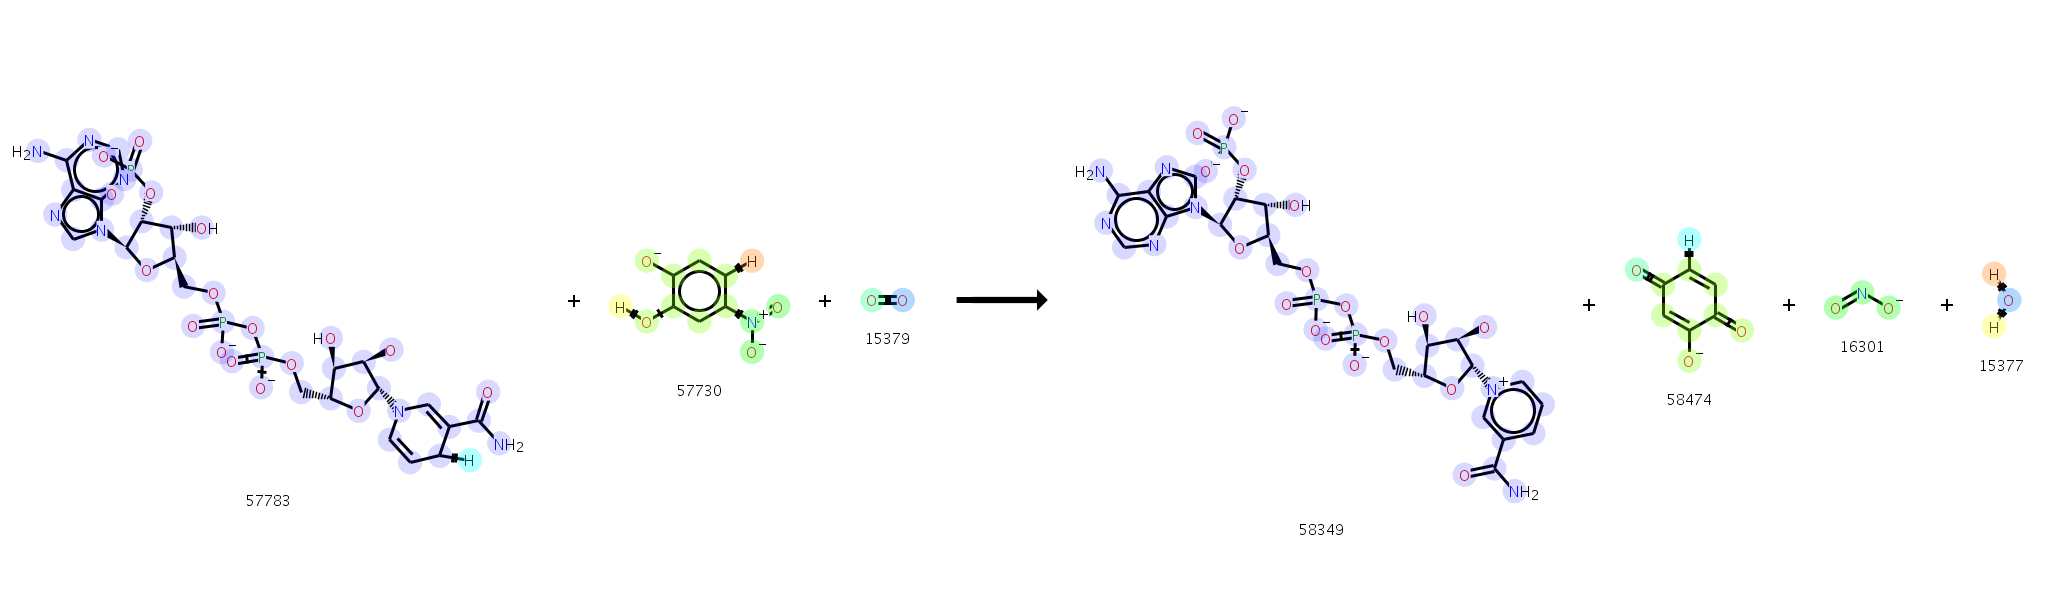 N O
H2N O−
P
N
O O
N
N OH
O
O
O P O
HO
O−
O P O O
O−
O
O N
NH2
H
57783
+
O− H
H O N+ O
O−
57730
+
O O
15379
O−
O P
H2N N O− O
N N OH
N O
O
O P O
HO O
O− O P O
O−
O N+
O
NH2
58349
+
H
O
O
O−
58474
+
N
O O−
16301
+
H
O
H
15377